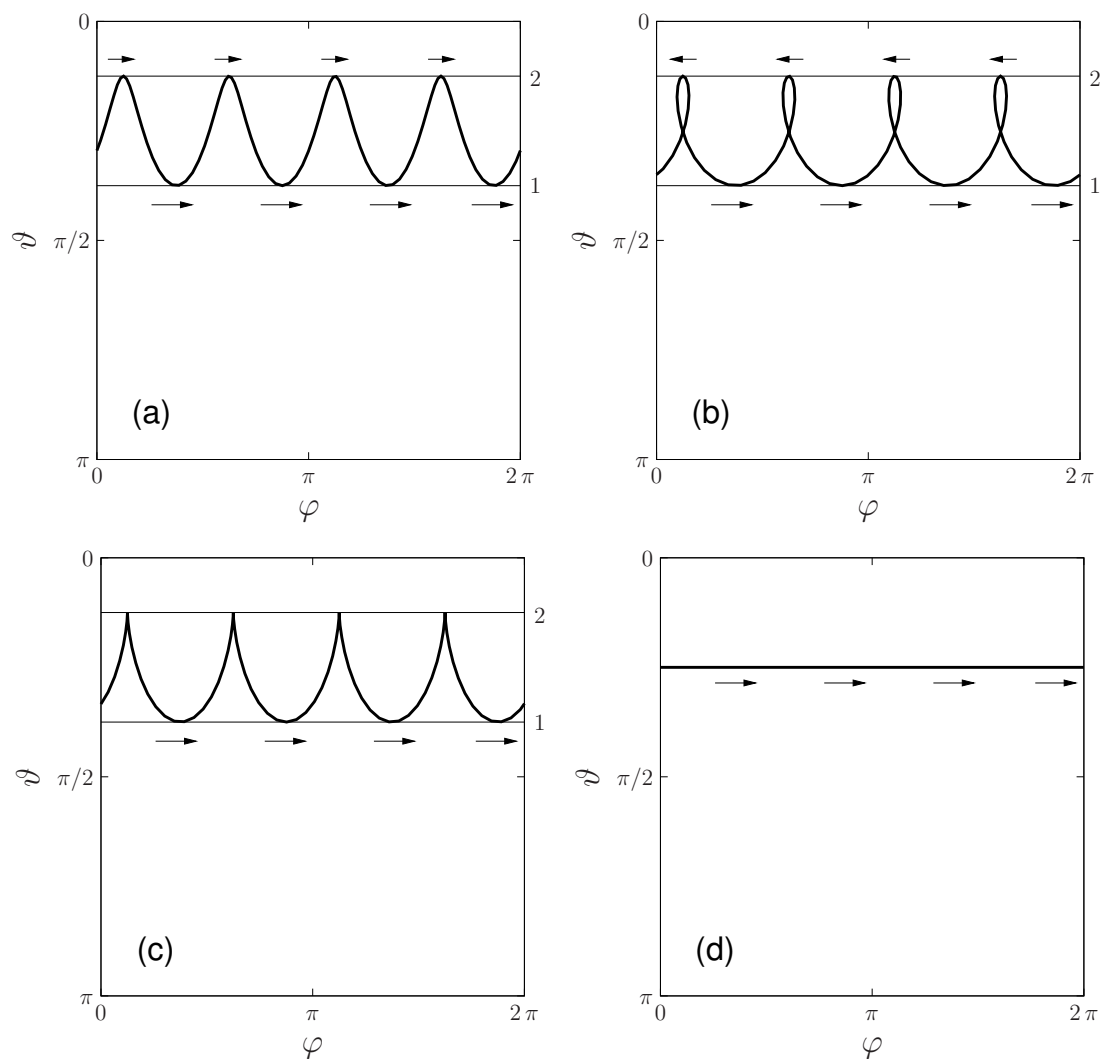 0 0
2 2
1 1
ϑ π/2 ϑ π/2
(a) (b)
π π
0 π 2π 0 π 2π
φ φ
0 0
2
1
ϑ π/2 ϑ π/2
(c) (d)
π π
0 π 2π 0 π 2π
φ φ